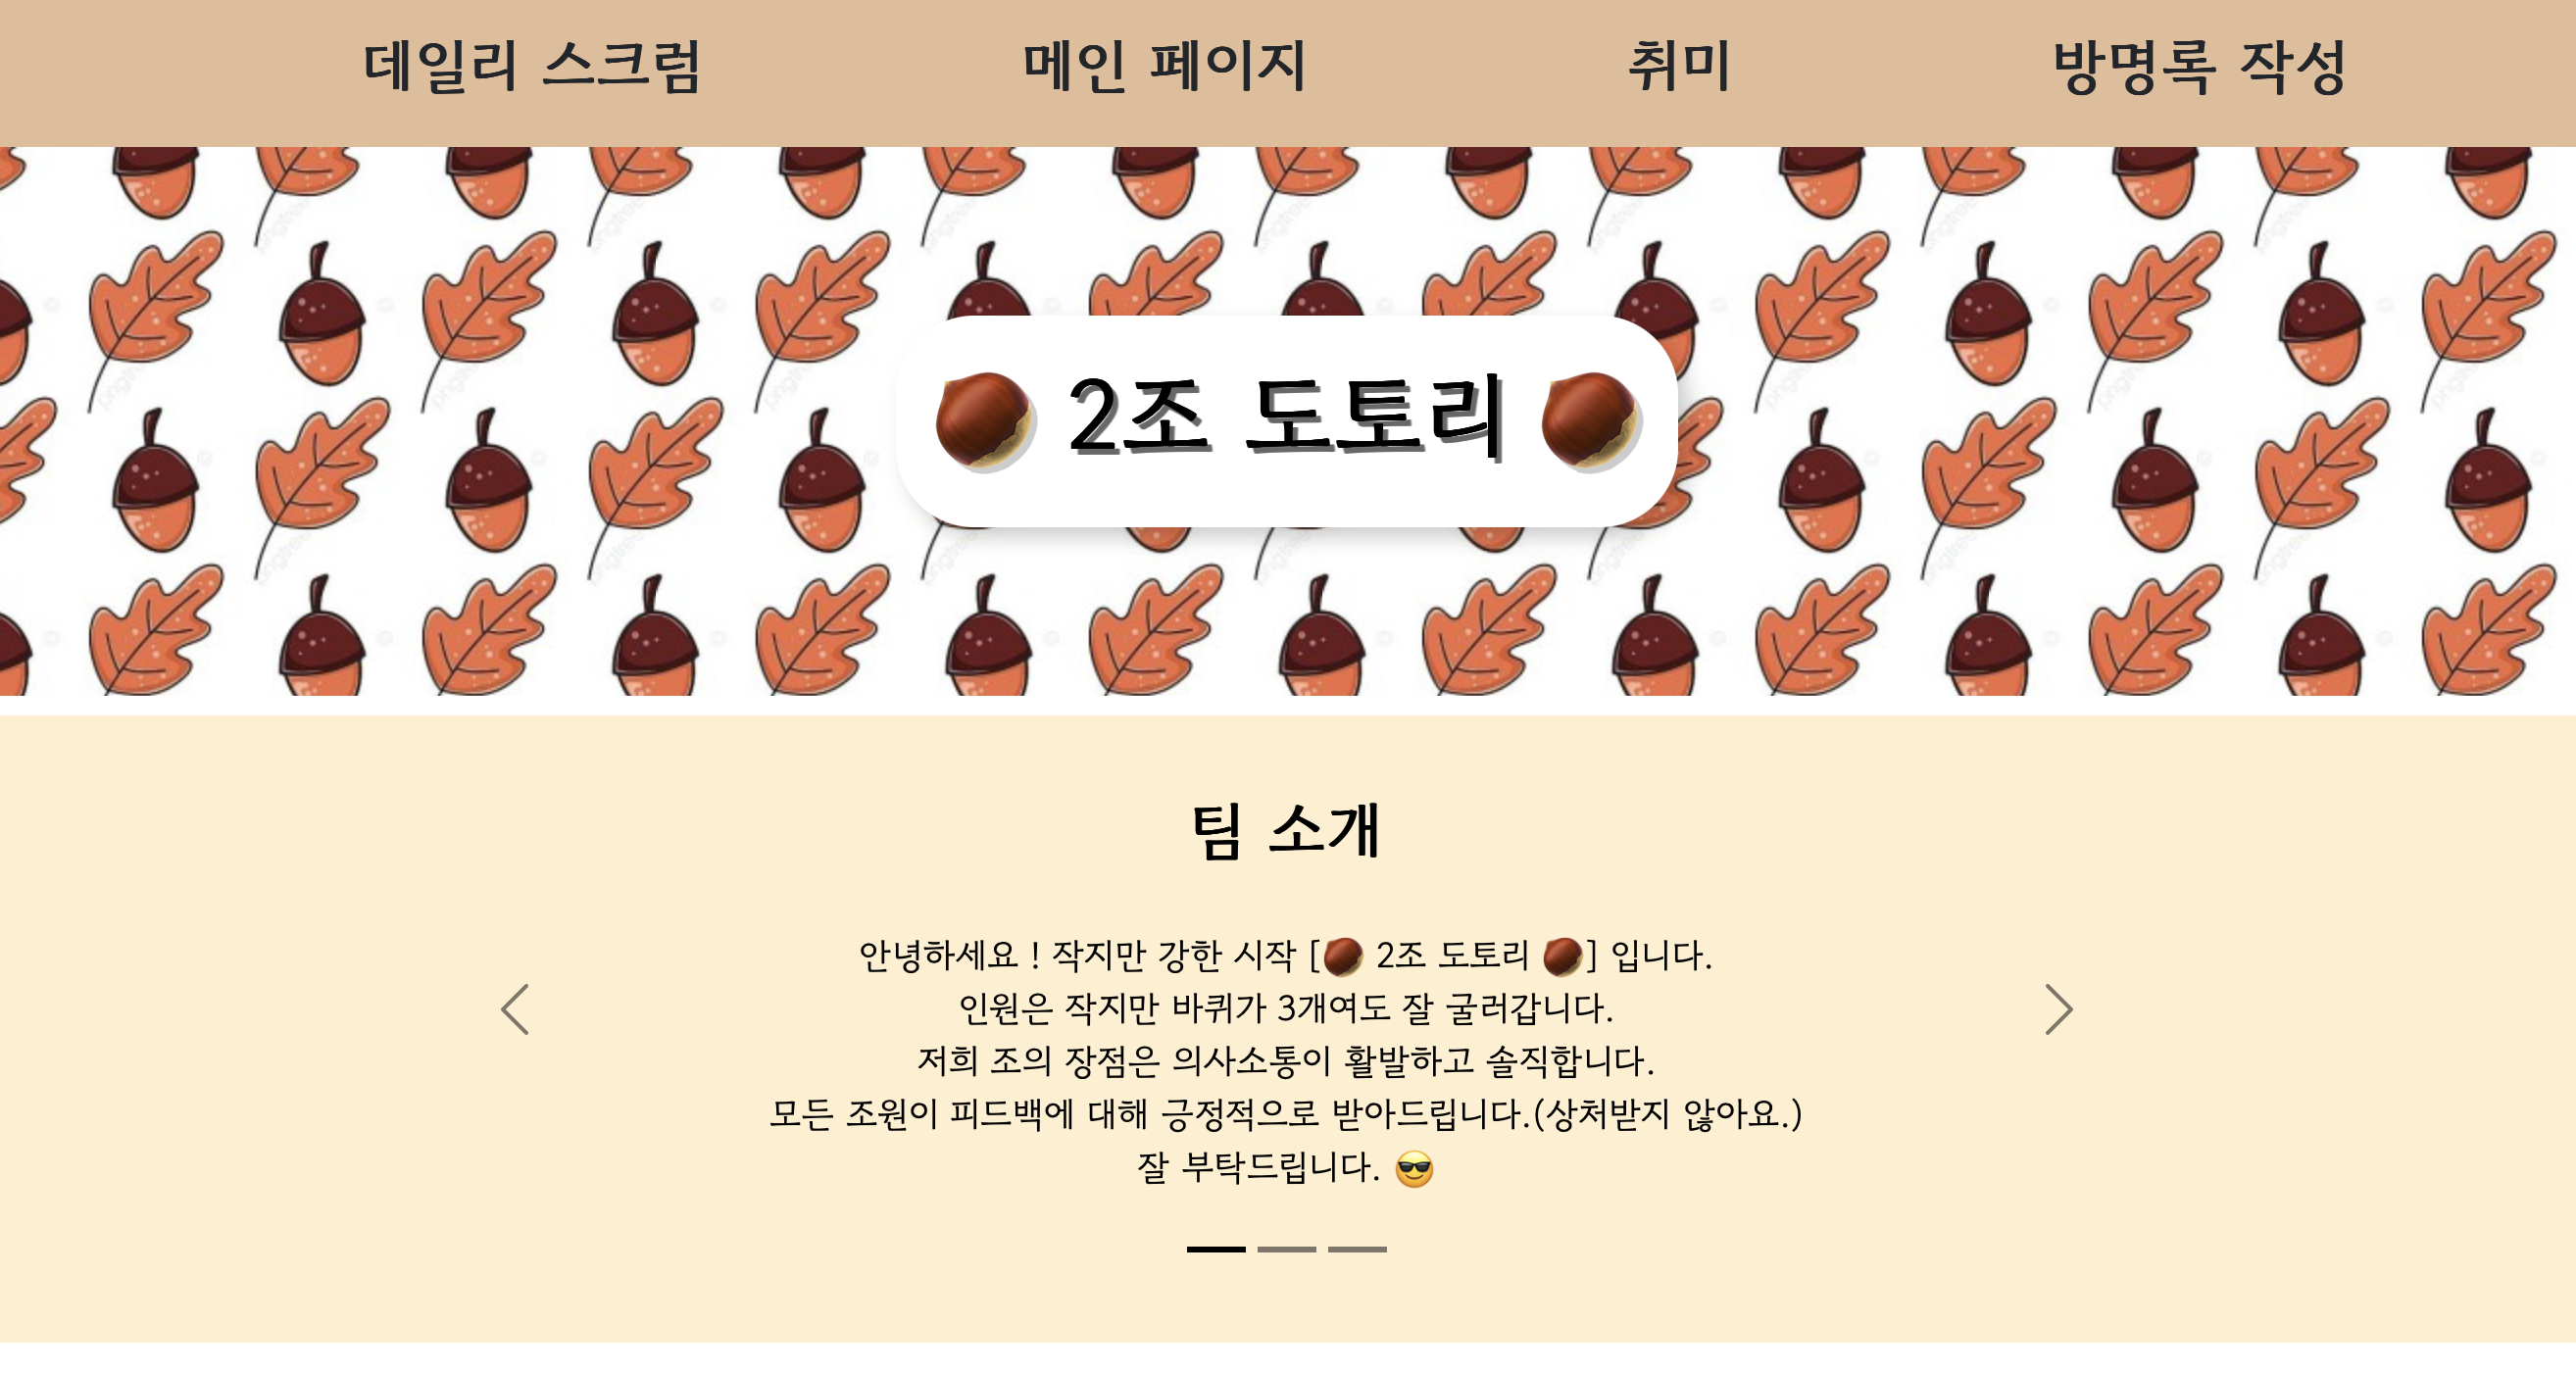 데일리 스크럼 메인 페이지 취미 방명록 작성
🌰 2조 도토리 🌰
팀 소개
안녕하세요 ! 작지만 강한 시작 [🌰 2조 도토리 🌰] 입니다.
인원은 작지만 바퀴가 3개여도 잘 굴러갑니다.
저희 조의 장점은 의사소통이 활발하고 솔직합니다.
모든 조원이 피드백에 대해 긍정적으로 받아드립니다.(상처받지 않아요.)
잘 부탁드립니다. 😎